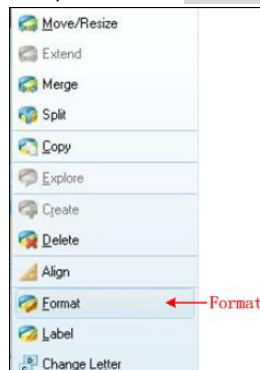 Move/Resize
Extend
Merge
Split
Copy
Explore
Create
Delete
Align
Format Format
Label
Change Letter